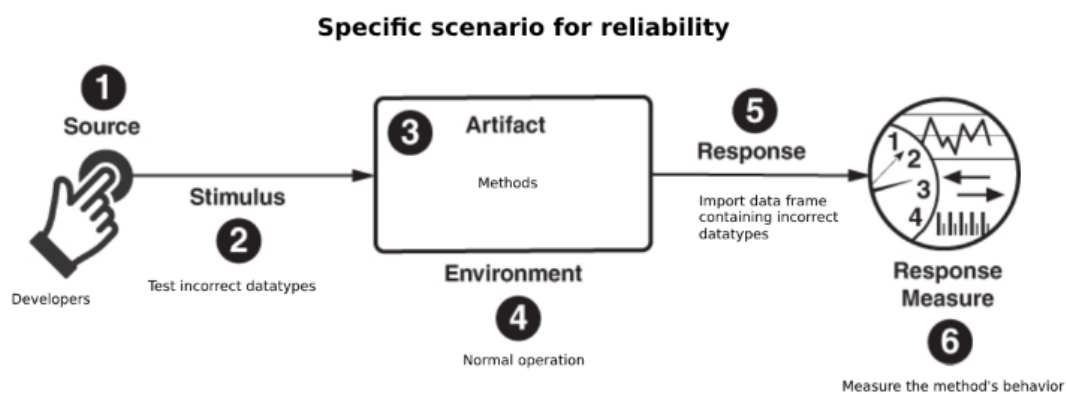 Specific scenario for reliability
1
Source
Developers
Stimulus
2
Test incorrect datatypes
3
Artifact
Methods
Environment
4
Normal operation
5
Response
Import data frame
containing incorrect
datatypes
1
2
3
4
Response
Measure
6
Measure the method's behavior